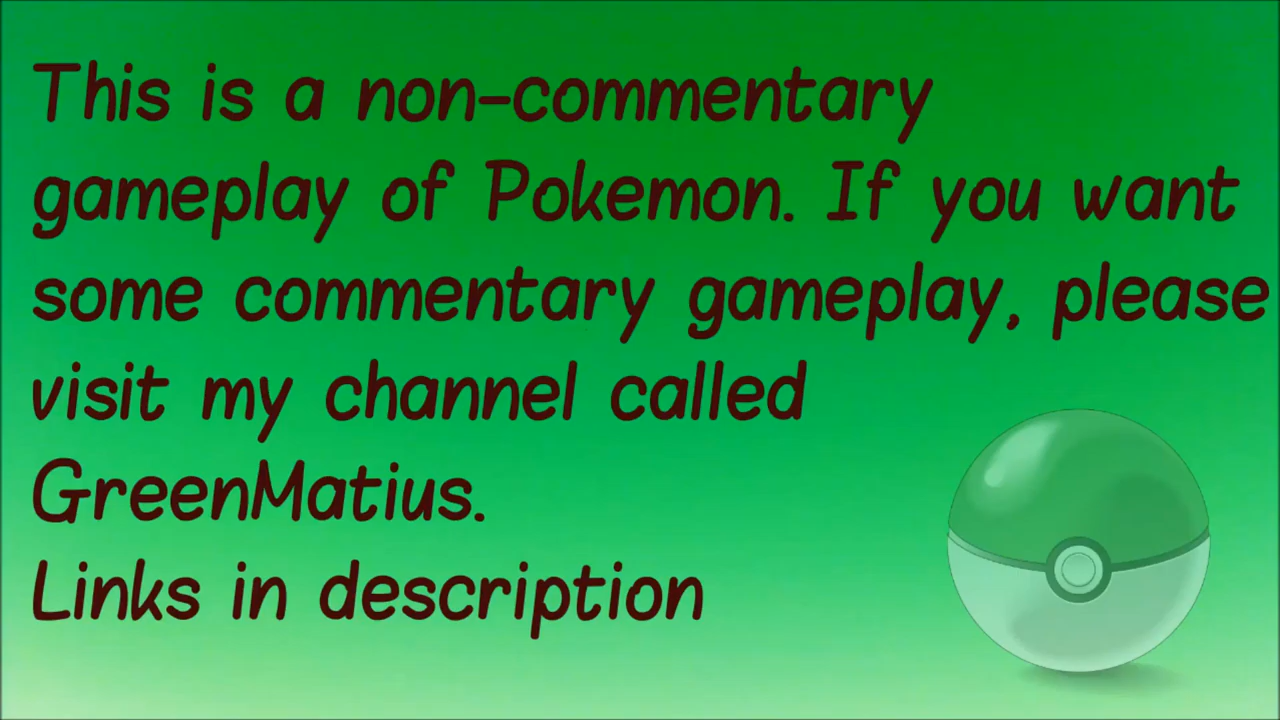 This is a non-commentary
gameplay of Pokemon. If you want
some commentary gameplay, please
visit my channel called
GreenMatius.
Links in description